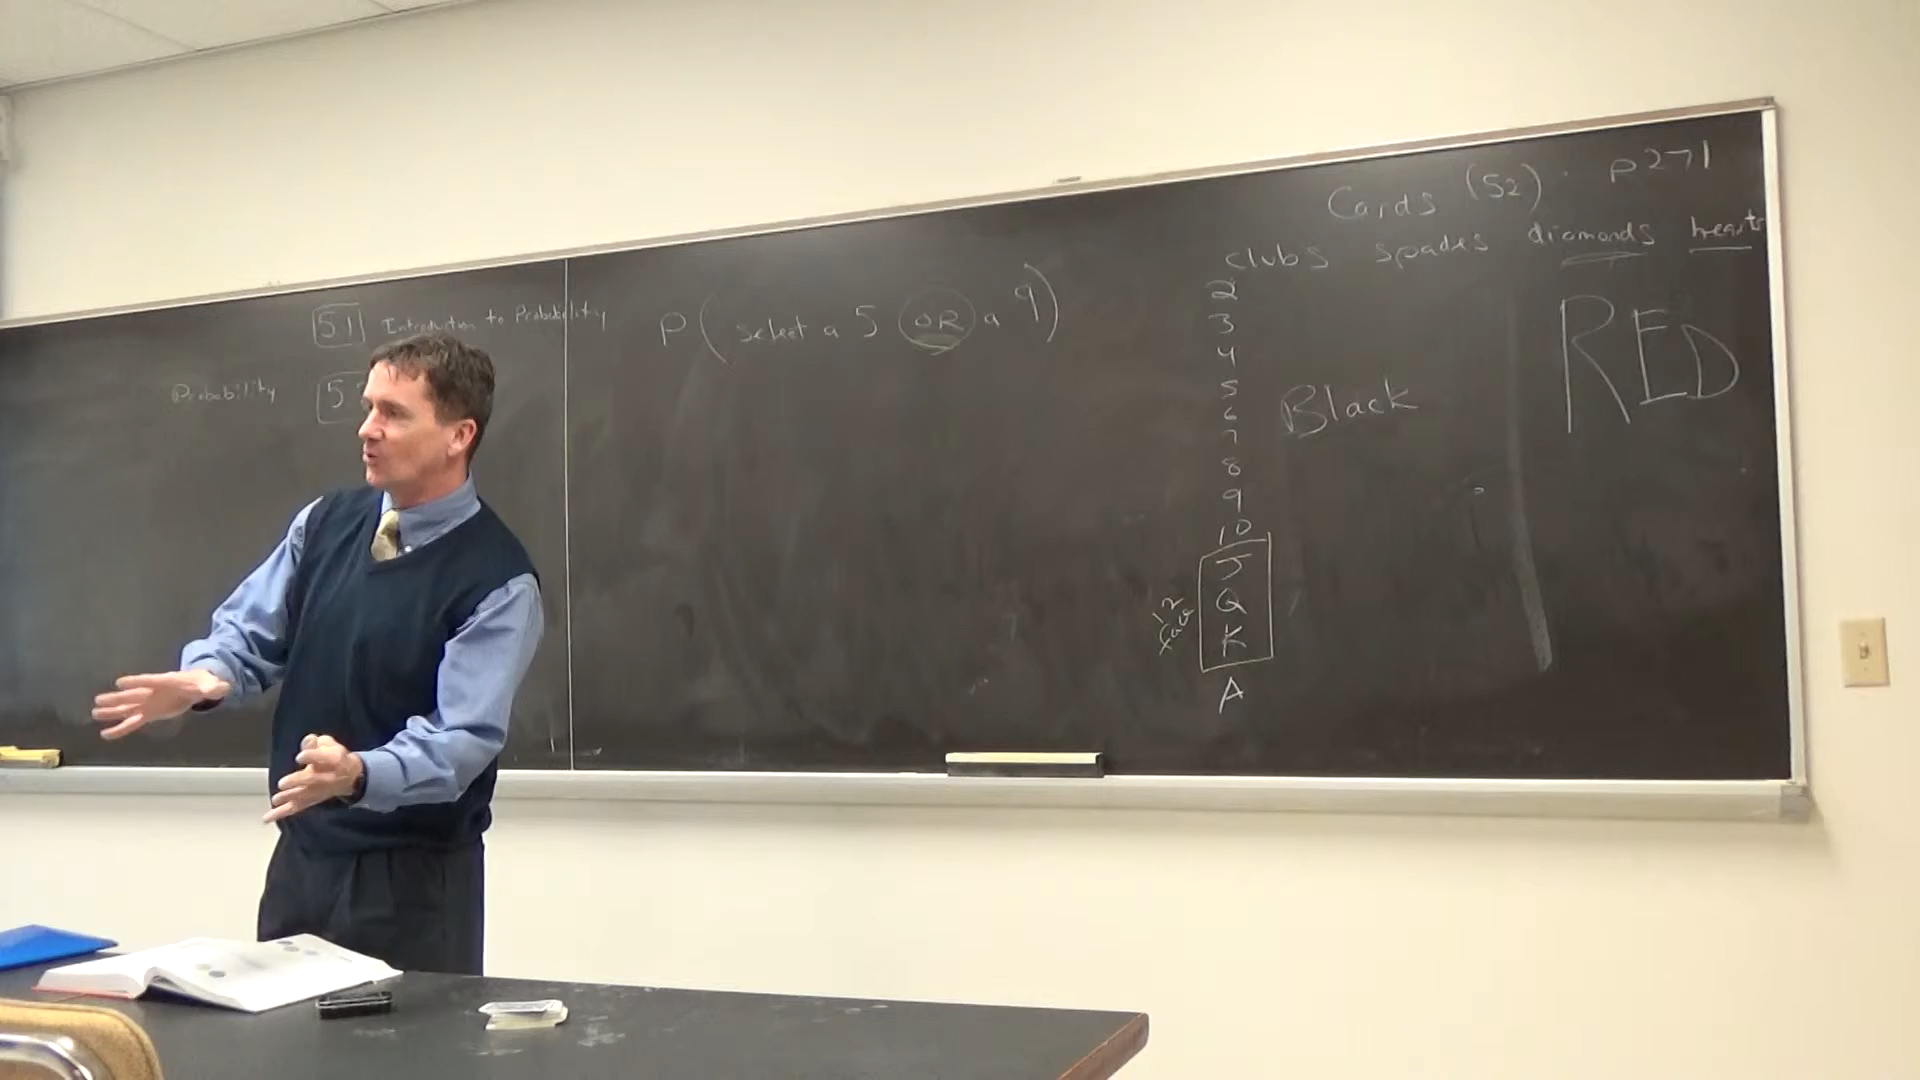 5.1 Introduction to Probability
Probability 5.
P(select a 5 OR a 9)
Cards (52) p271
clubs spades diamonds hearts
2
3
4
5
6
7
8
9
10
J
Q
K
A
12 face
Black
RED